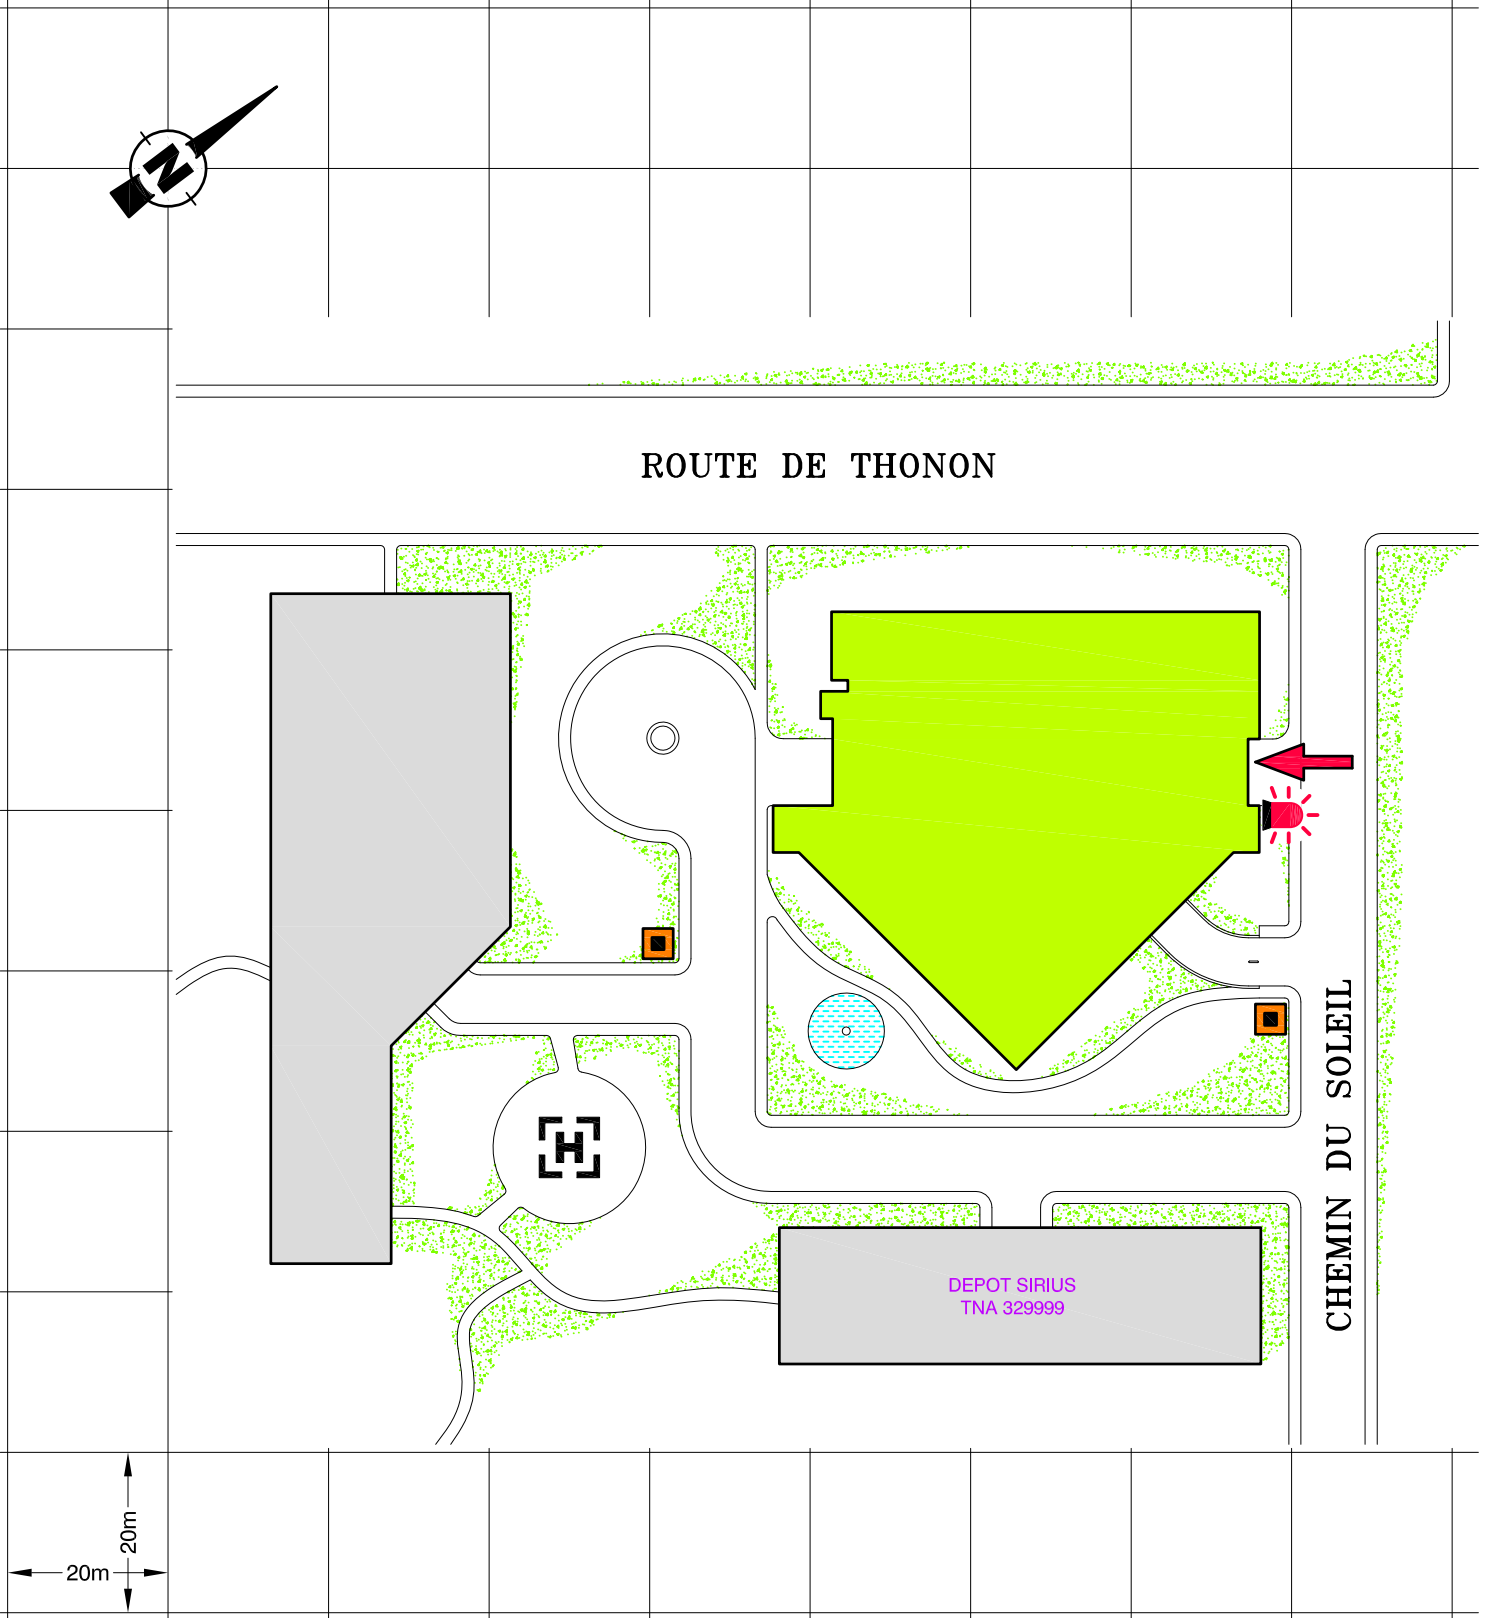 N
ROUTE DE THONON
CHEMIN DU SOLEIL
H
DEPOT SIRIUS
TNA 329999
20m
20m